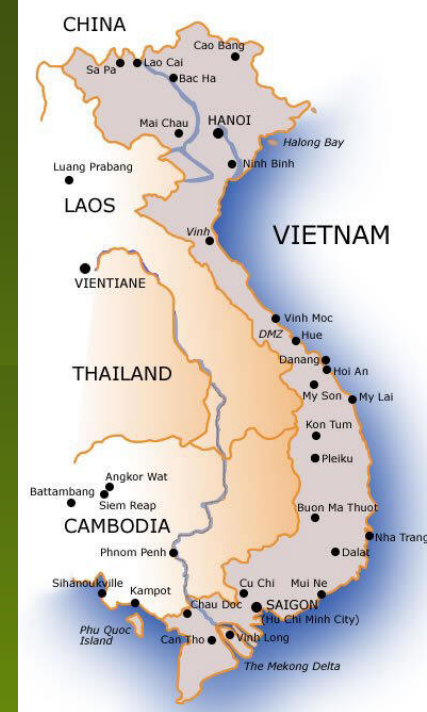 CHINA
Cao Bang
Sa Pa
Lao Cai
Bac Ha
Mai Chau
HANOI
Halong Bay
Ninh Binh
Luang Prabang
LAOS
Vinh
VIETNAM
VIENTIANE
Vinh Moc
DMZ
Hue
Danang
Hoi An
THAILAND
My Son
My Lai
Kon Tum
Pleiku
Angkor Wat
Battambang
Siem Reap
Buon Ma Thuot
CAMBODIA
Nha Trang
Phnom Penh
Dalat
Sihanoukville
Kampot
Cu Chi
Mui Ne
Chau Doc
SAIGON
(Hu Chi Minh City)
Phu Quoc
Island
Can Tho
Vinh Long
The Mekong Delta